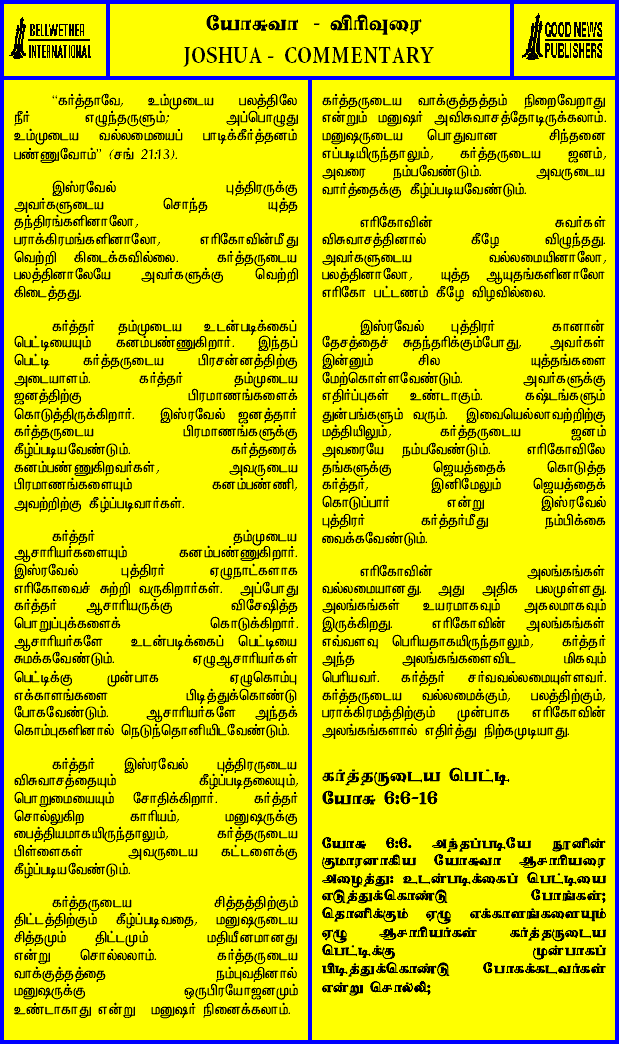 BELLWETHER
INTERNATIONAL
யோசுவா - விரிவுரை
JOSHUA - COMMENTARY
GOOD NEWS
PUBLISHERS
“கர்த்தாவே, உம்முடைய பலத்திலே
நீர் எழுந்தருளும்; அப்பொழுது
உம்முடைய வல்லமையைப் பாடிக்கீர்த்தனம்
பண்ணுவோம்” (சங் 21:13).
இஸ்ரவேல் புத்திரருக்கு
அவர்களுடைய சொந்த யுத்த
தந்திரங்களினாலோ,
பராக்கிரமங்களினாலோ, எரிகோவின்மீது
வெற்றி கிடைக்கவில்லை. கர்த்தருடைய
பலத்தினாலேயே அவர்களுக்கு வெற்றி
கிடைத்தது.
கர்த்தர் தம்முடைய உடன்படிக்கைப்
பெட்டியையும் கனம்பண்ணுகிறார். இந்தப்
பெட்டி கர்த்தருடைய பிரசன்னத்திற்கு
அடையாளம். கர்த்தர் தம்முடைய
ஜனத்திற்கு பிரமாணங்களைக்
கொடுத்திருக்கிறார். இஸ்ரவேல் ஜனத்தார்
கர்த்தருடைய பிரமாணங்களுக்கு
கீழ்ப்படியவேண்டும். கர்த்தரைக்
கனம்பண்ணுகிறவர்கள், அவருடைய
பிரமாணங்களையும் கனம்பண்ணி,
அவற்றிற்கு கீழ்ப்படிவார்கள்.
கர்த்தர் தம்முடைய
ஆசாரியர்களையும் கனம்பண்ணுகிறார்.
இஸ்ரவேல் புத்திரர் ஏழுநாட்களாக
எரிகோவைச் சுற்றி வருகிறார்கள். அப்போது
கர்த்தர் ஆசாரியருக்கு விசேஷித்த
பொறுப்புக்களைக் கொடுக்கிறார்.
ஆசாரியர்களே உடன்படிக்கைப் பெட்டியை
சுமக்கவேண்டும். ஏழுஆசாரியர்கள்
பெட்டிக்கு முன்பாக ஏழுகொம்பு
எக்காளங்களை பிடித்துக்கொண்டு
போகவேண்டும். ஆசாரியர்களே அந்தக்
கொம்புகளினால் நெடுந்தொனியிடவேண்டும்.
கர்த்தர் இஸ்ரவேல் புத்திரருடைய
விசுவாசத்தையும் கீழ்ப்படிதலையும்,
பொறுமையையும் சோதிக்கிறார். கர்த்தர்
சொல்லுகிற காரியம், மனுஷருக்கு
பைத்தியமாகயிருந்தாலும், கர்த்தருடைய
பிள்ளைகள் அவருடைய கட்டளைக்கு
கீழ்ப்படியவேண்டும்.
கர்த்தருடைய சித்தத்திற்கும்
திட்டத்திற்கும் கீழ்ப்படிவதை, மனுஷருடைய
சித்தமும் திட்டமும் மதியீனமானது
என்று சொல்லலாம். கர்த்தருடைய
வாக்குத்தத்தை நம்புவதினால்
மனுஷருக்கு ஒருபிரயோஜனமும்
உண்டாகாது என்று மனுஷர் நினைக்கலாம்.
கர்த்தருடைய வாக்குத்தத்தம் நிறைவேறாது
என்றும் மனுஷர் அவிசுவாசத்தோடிருக்கலாம்.
மனுஷருடைய பொதுவான சிந்தனை
எப்படியிருந்தாலும், கர்த்தருடைய ஜனம்,
அவரை நம்பவேண்டும். அவருடைய
வார்த்தைக்கு கீழ்ப்படியவேண்டும்.
எரிகோவின் சுவர்கள்
விசுவாசத்தினால் கீழே விழுந்தது.
அவர்களுடைய வல்லமையினாலோ,
பலத்தினாலோ, யுத்த ஆயுதங்களினாலோ
எரிகோ பட்டணம் கீழே விழவில்லை.
இஸ்ரவேல் புத்திரர் கானான்
தேசத்தைச் சுதந்தரிக்கும்போது, அவர்கள்
இன்னும் சில யுத்தங்களை
மேற்கொள்ளவேண்டும். அவர்களுக்கு
எதிர்ப்புகள் உண்டாகும். கஷ்டங்களும்
துன்பங்களும் வரும். இவையெல்லாவற்றிற்கு
மத்தியிலும், கர்த்தருடைய ஜனம்
அவரையே நம்பவேண்டும். எரிகோவிலே
தங்களுக்கு ஜெயத்தைக் கொடுத்த
கர்த்தர், இனிமேலும் ஜெயத்தைக்
கொடுப்பார் என்று இஸ்ரவேல்
புத்திரர் கர்த்தர்மீது நம்பிக்கை
வைக்கவேண்டும்.
எரிகோவின் அலங்கங்கள்
வல்லமையானது. அது அதிக பலமுள்ளது.
அலங்கங்கள் உயரமாகவும் அகலமாகவும்
இருக்கிறது. எரிகோவின் அலங்கங்கள்
எவ்வளவு பெரியதாகயிருந்தாலும், கர்த்தர்
அந்த அலங்கங்களைவிட மிகவும்
பெரியவர். கர்த்தர் சர்வவல்லமையுள்ளவர்.
கர்த்தருடைய வல்லமைக்கும், பலத்திற்கும்,
பராக்கிரமத்திற்கும் முன்பாக எரிகோவின்
அலங்கங்களால் எதிர்த்து நிற்கமுடியாது.
கர்த்தருடைய பெட்டி
யோசு 6:6-16
யோசு 6:6. அந்தப்படியே நூனின்
குமாரனாகிய யோசுவா ஆசாரியரை
அழைத்து: உடன்படிக்கைப் பெட்டியை
எடுத்துக்கொண்டு போங்கள்;
தொனிக்கும் ஏழு எக்காளங்களையும்
ஏழு ஆசாரியர்கள் கர்த்தருடைய
பெட்டிக்கு முன்பாகப்
பிடித்துக்கொண்டு போகக்கடவர்கள்
என்று சொல்லி;